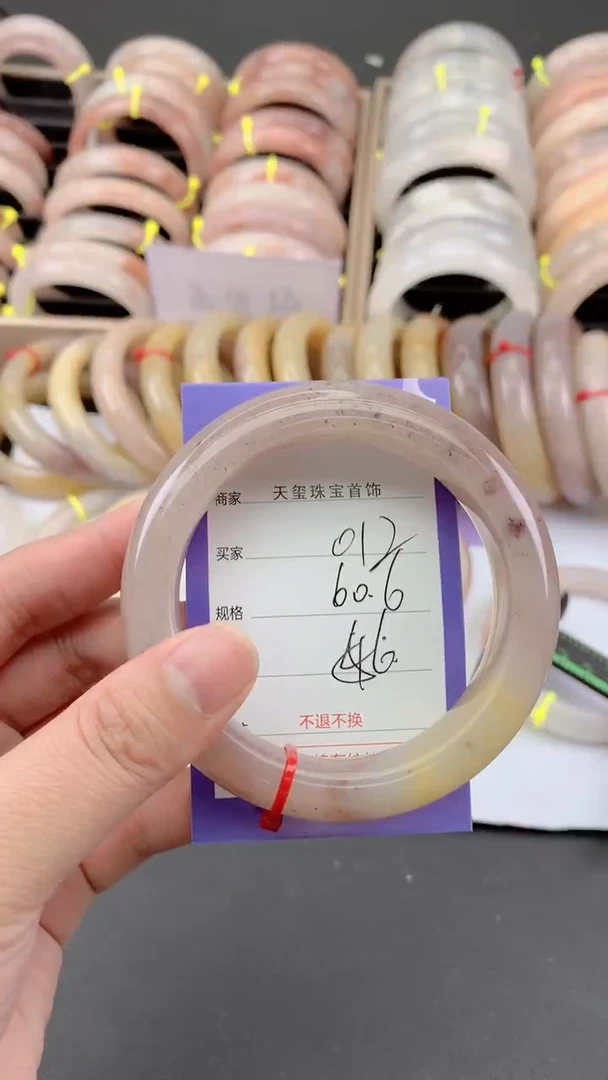 商家 天玺珠宝首饰
买家 012
规格 60.6
不退不换